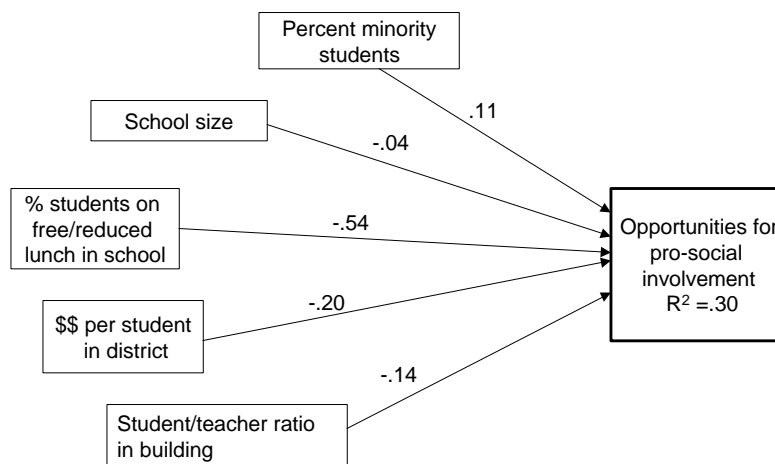 Percent minority
students
.11
School size
-.04
% students on
free/reduced
lunch in school
-.54
Opportunities for
pro-social
involvement
R² =.30
-.20
$$ per student
in district
-.14
Student/teacher ratio
in building